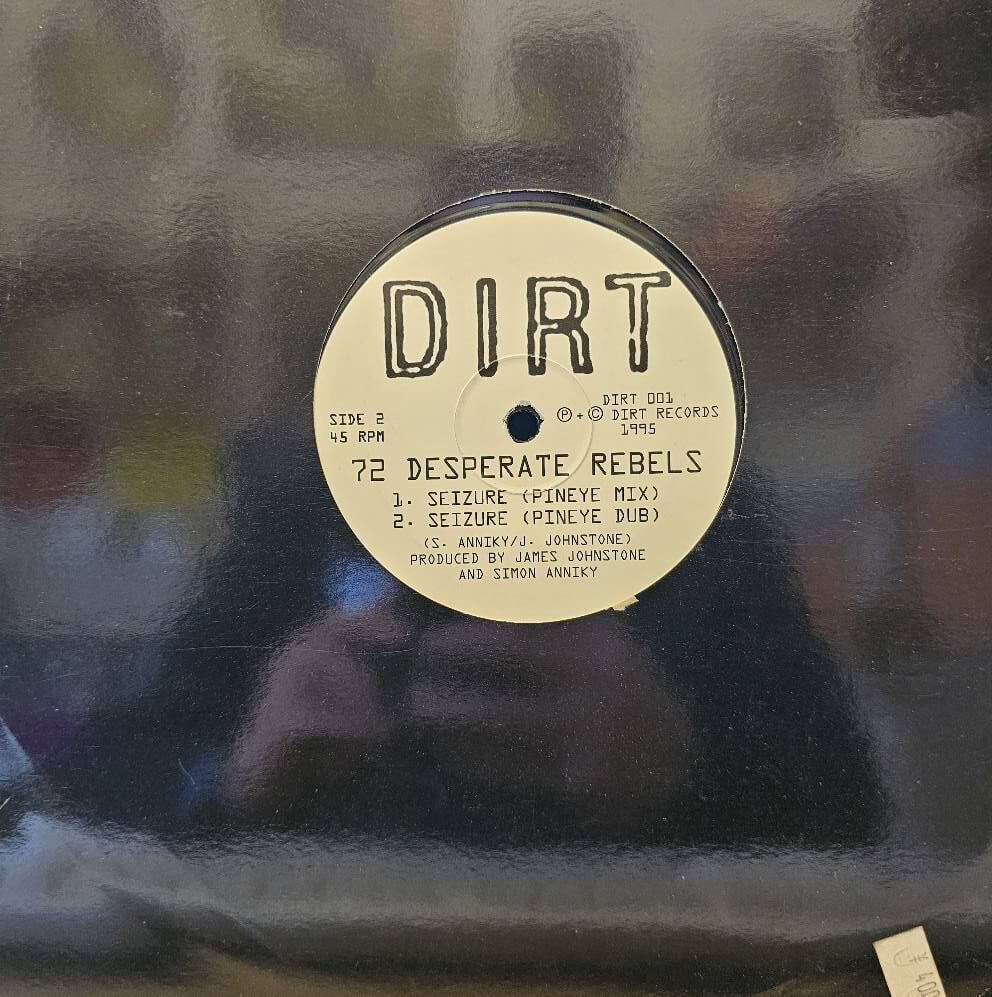 DIRT
DIRT 001
Ⓟ + © DIRT RECORDS
1995
SIDE 2
45 RPM
72 DESPERATE REBELS
1. SEIZURE (PINEYE MIX)
2. SEIZURE (PINEYE DUB)
(S. ANNIKY/J. JOHNSTONE)
PRODUCED BY JAMES JOHNSTONE
AND SIMON ANNIKY